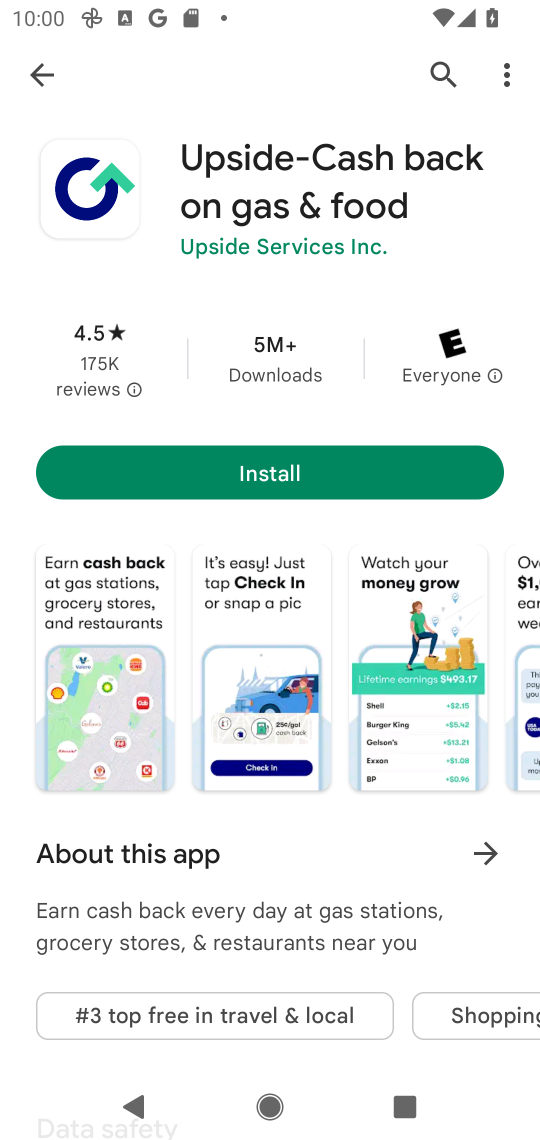 10:00
Upside-Cash back
on gas & food
Upside Services Inc.
4.5★
175K
reviews
5M+
Downloads
E
Everyone
Install
Earn cash back
at gas stations,
grocery stores,
and restaurants
It's easy! Just
tap Check In
or snap a pic
25¢/gal
cash back
Check In
Watch your
money grow
Lifetime earnings $493.17
Shell +$2.15
Burger King +$5.42
Gelson's +$13.21
Exxon +$1.08
BP +$0.96
About this app
Earn cash back every day at gas stations,
grocery stores, & restaurants near you
#3 top free in travel & local
Shopping
Data safety